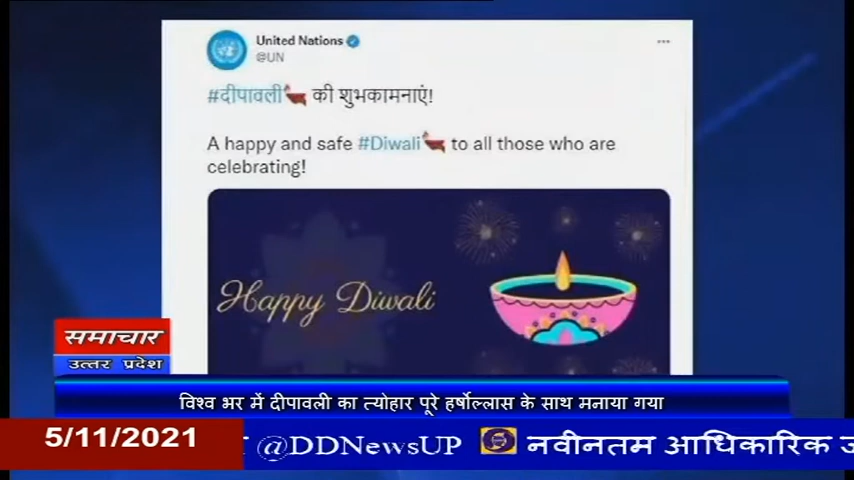 United Nations
@UN
#दीपावली की शुभकामनाएं!
A happy and safe #Diwali to all those who are
celebrating!
Happy Diwali
समाचार
उत्तर प्रदेश
विश्व भर में दीपावली का त्योहार पूरे हर्षोल्लास के साथ मनाया गया
5/11/2021
@DDNewsUP नवीनतम आधिकारिक